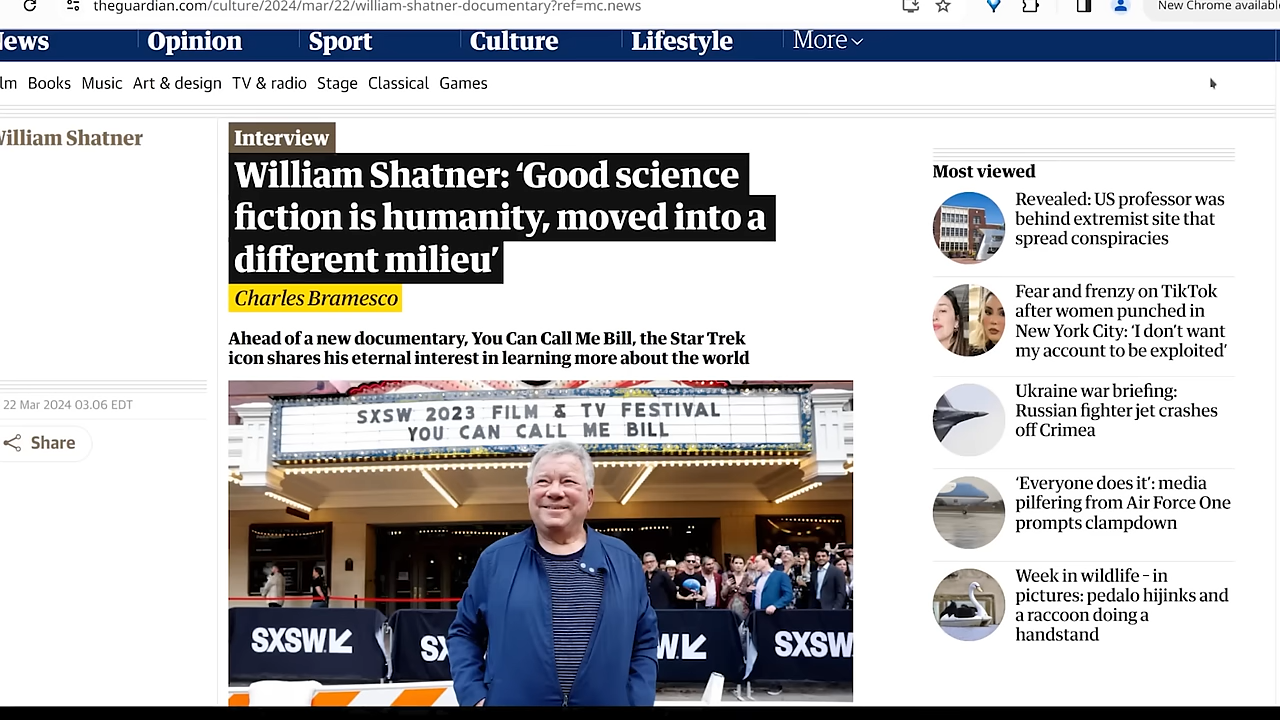 theguardian.com/culture/2024/mar/22/william-shatner-documentary?ref=mc.news
New Chrome availabl
News Opinion Sport Culture Lifestyle More
lm Books Music Art & design TV & radio Stage Classical Games
William Shatner
22 Mar 2024 03.06 EDT
Share
Interview
William Shatner: ‘Good science
fiction is humanity, moved into a
different milieu’
Charles Bramesco
Ahead of a new documentary, You Can Call Me Bill, the Star Trek
icon shares his eternal interest in learning more about the world
SXSW 2023 FILM & TV FESTIVAL
YOU CAN CALL ME BILL
SXSW
SX
W
SXSW
Most viewed
Revealed: US professor was
behind extremist site that
spread conspiracies
Fear and frenzy on TikTok
after women punched in
New York City: ‘I don’t want
my account to be exploited’
Ukraine war briefing:
Russian fighter jet crashes
off Crimea
‘Everyone does it’: media
pilfering from Air Force One
prompts clampdown
Week in wildlife – in
pictures: pedalo hijinks and
a raccoon doing a
handstand